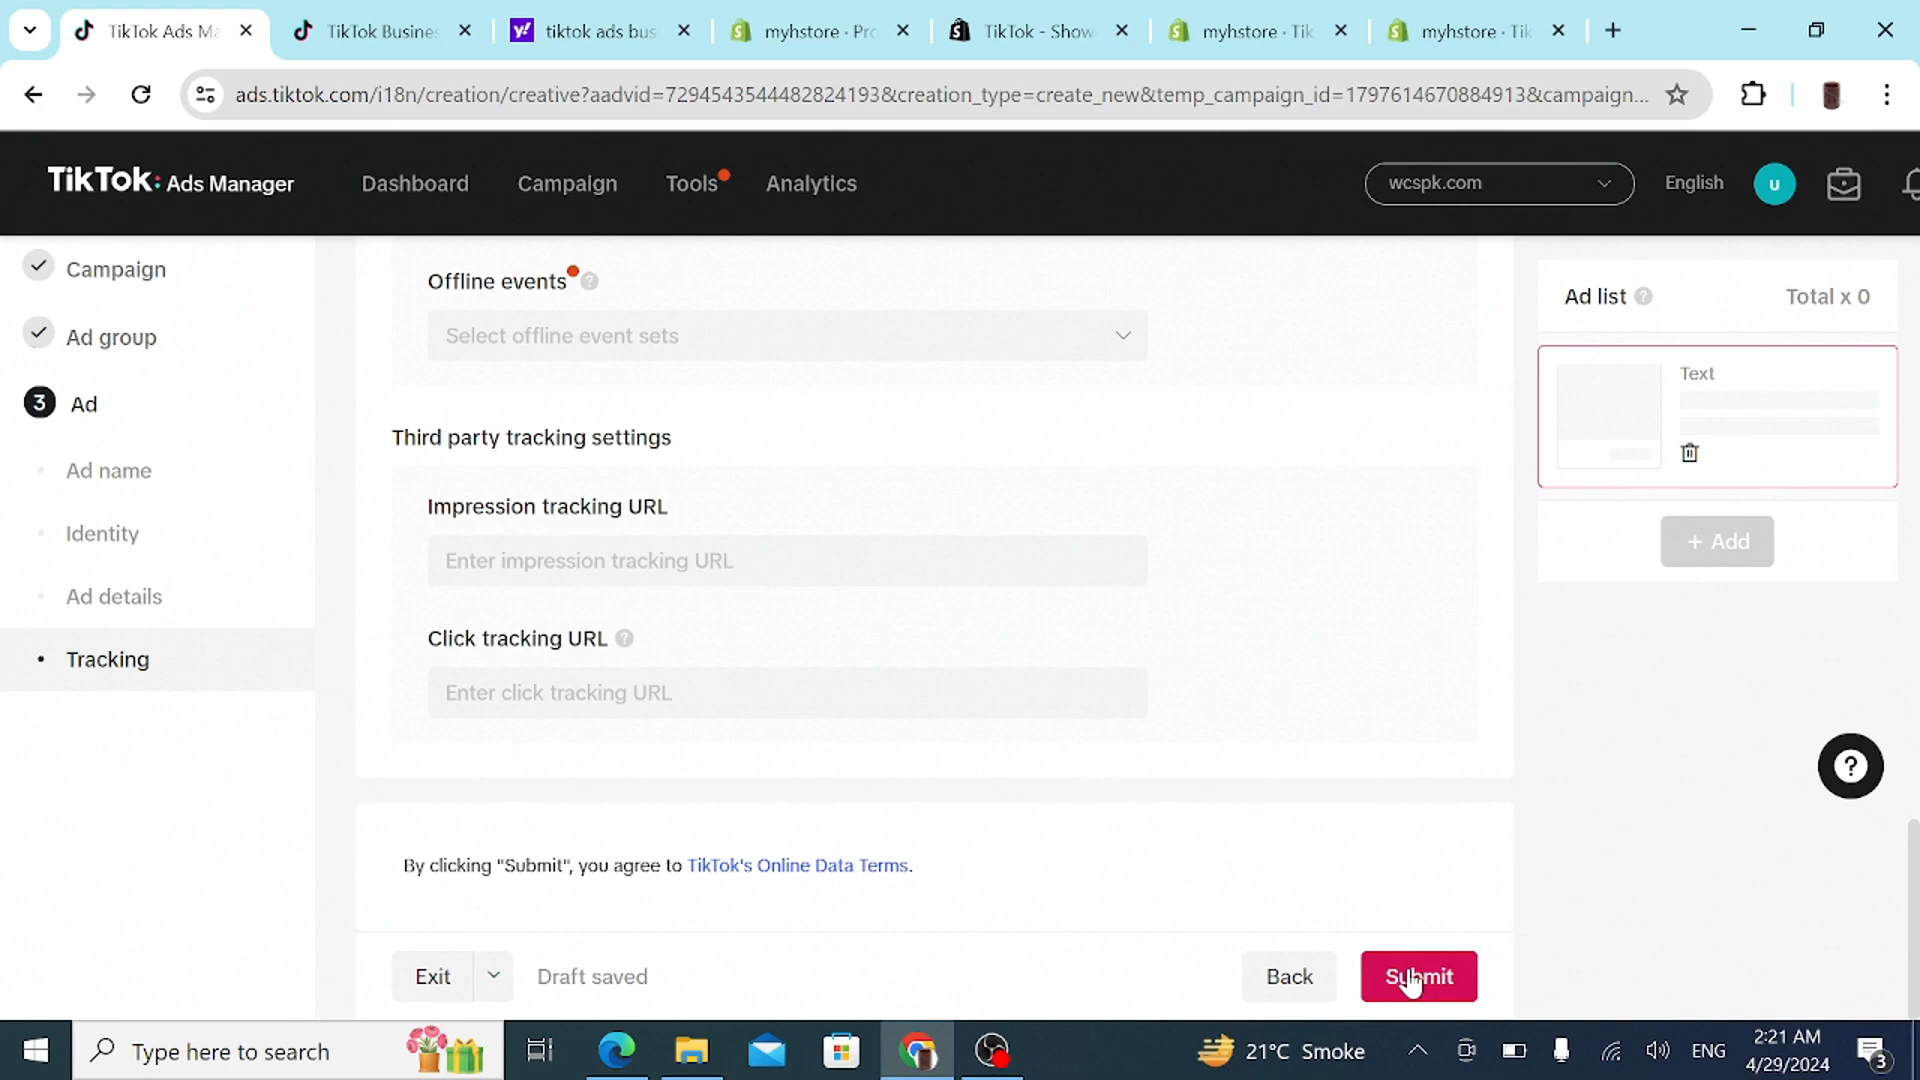 TikTok Ads Ma
TikTok Busines
tiktok ads bus
myhstore · Pro
TikTok - Show
myhstore · Tik
myhstore · Tik
ads.tiktok.com/i18n/creation/creative?aadvid=7294543544482824193&creation_type=create_new&temp_campaign_id=1797614670884913&campaign...
TikTok: Ads Manager
Dashboard
Campaign
Tools
Analytics
wcspk.com
English
u
Campaign
Ad group
3 Ad
Ad name
Identity
Ad details
Tracking
Offline events
Select offline event sets
Third party tracking settings
Impression tracking URL
Enter impression tracking URL
Click tracking URL
Enter click tracking URL
By clicking "Submit", you agree to TikTok's Online Data Terms.
Exit
Draft saved
Back
Submit
Ad list
Total x 0
Text
+ Add
Type here to search
21°C Smoke
ENG
2:21 AM
4/29/2024
3